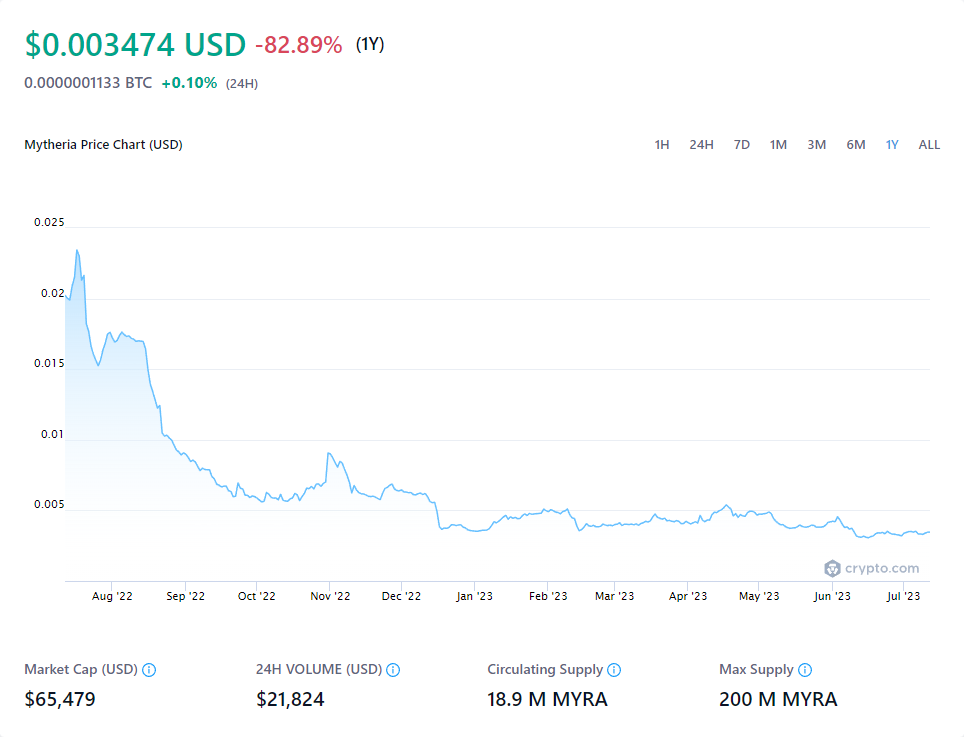 $0.003474 USD -82.89% (1Y)
0.0000001133 BTC +0.10% (24H)
Mytheria Price Chart (USD) 1H 24H 7D 1M 3M 6M 1Y ALL
0.025
0.02
0.015
0.01
0.005
crypto.com
Aug '22 Sep '22 Oct '22 Nov '22 Dec '22 Jan '23 Feb '23 Mar '23 Apr '23 May '23 Jun '23 Jul '23
Market Cap (USD) 24H VOLUME (USD) Circulating Supply Max Supply
$65,479 $21,824 18.9 M MYRA 200 M MYRA